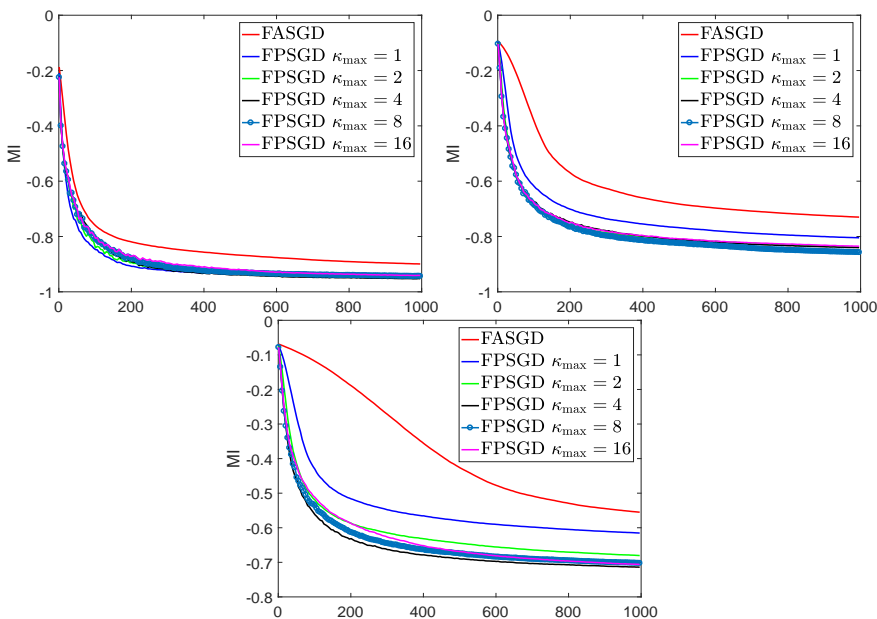 0
-0.2
-0.4
-0.6
-0.8
-1
MI
0 200 400 600 800 1000
FASGD
FPSGD κmax = 1
FPSGD κmax = 2
FPSGD κmax = 4
FPSGD κmax = 8
FPSGD κmax = 16
0
-0.2
-0.4
-0.6
-0.8
-1
MI
0 200 400 600 800 1000
FASGD
FPSGD κmax = 1
FPSGD κmax = 2
FPSGD κmax = 4
FPSGD κmax = 8
FPSGD κmax = 16
0
-0.1
-0.2
-0.3
-0.4
-0.5
-0.6
-0.7
-0.8
MI
0 200 400 600 800 1000
FASGD
FPSGD κmax = 1
FPSGD κmax = 2
FPSGD κmax = 4
FPSGD κmax = 8
FPSGD κmax = 16